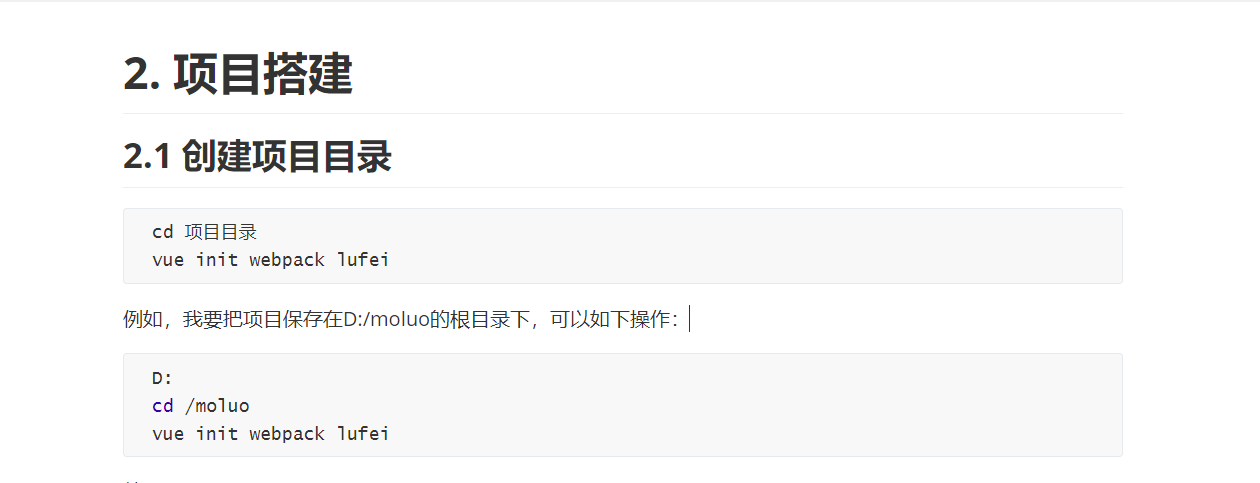 2. 项目搭建
2.1 创建项目目录
cd 项目目录
vue init webpack lufei
例如，我要把项目保存在D:/moluo的根目录下，可以如下操作：
D:
cd /moluo
vue init webpack lufei